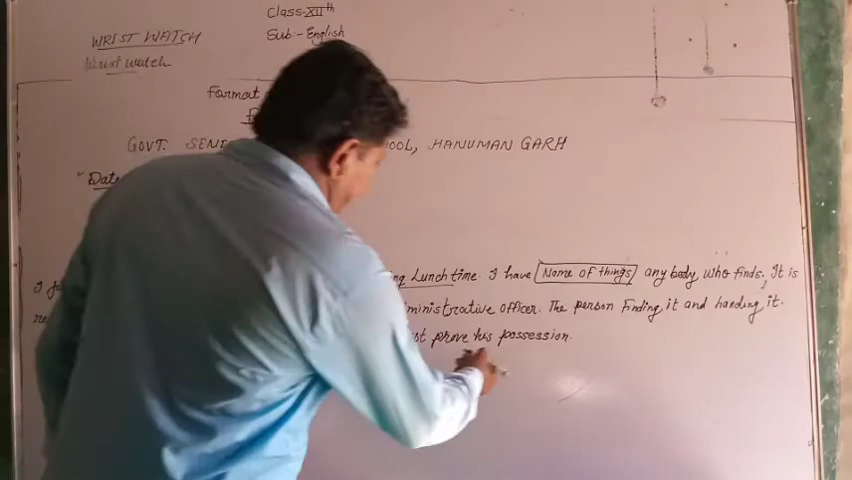 Class-XIIth
WRIST WATCH
Sub:- English
Wrist watch
Format
GOVT. SENI OOL, HANUMAN GARH
"Date
I f ng Lunch time. I have Name of things any body who finds. It is
ministrative officer. The person finding it and handing it.
st prove his possession.